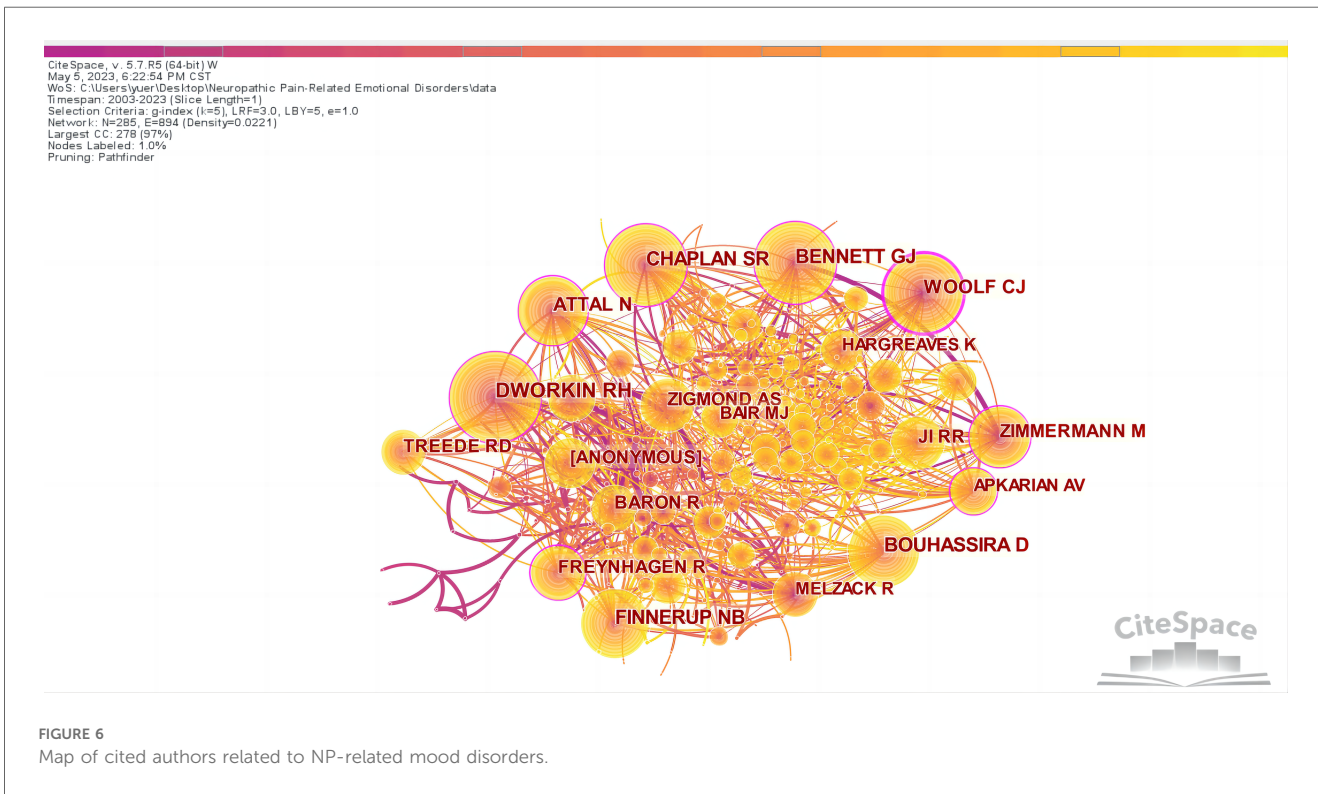 CiteSpace, v. 5.7.R5 (64-bit) W
May 5, 2023, 6:22:54 PM CST
WoS: C:\Users\yuer\Desktop\Neuropathic Pain-Related Emotional Disorders\data
Timespan: 2003-2023 (Slice Length=1)
Selection Criteria: g-index (k=5), LRF=3.0, LBY=5, e=1.0
Network: N=285, E=894 (Density=0.0221)
Largest CC: 278 (97%)
Nodes Labeled: 1.0%
Pruning: Pathfinder
CHAPLAN SR
BENNETT GJ
WOOLF CJ
ATTAL N
HARGREAVES K
DWORKIN RH
ZIGMOND AS
BAIR MJ
JI RR
ZIMMERMANN M
TREEDE RD
[ANONYMOUS]
APKARIAN AV
BARON R
BOUHASSIRA D
FREYNHAGEN R
MELZACK R
FINNERUP NB
CiteSpace
FIGURE 6
Map of cited authors related to NP-related mood disorders.